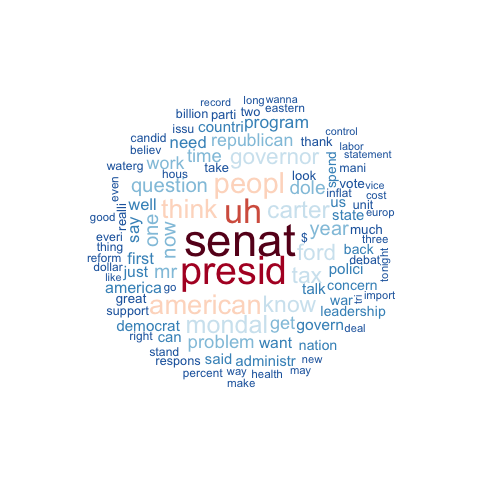 record long wanna
billion parti two eastern
issu countri program control
candid need republican thank labor
believ work time governor statement
waterg hous take look spend mani
even question peopl dole inflat vote vice
good really say well think uh carter us unit cost
state europ
everi one now senat $ year much
thing presid ford back three
reform first tax polici debat tonight
dollar just mr talk concern
like america go american know war tri import
great leadership
support mondal get govern deal
democrat problem want nation
right can said administr
stand respons new
percent way health may
make